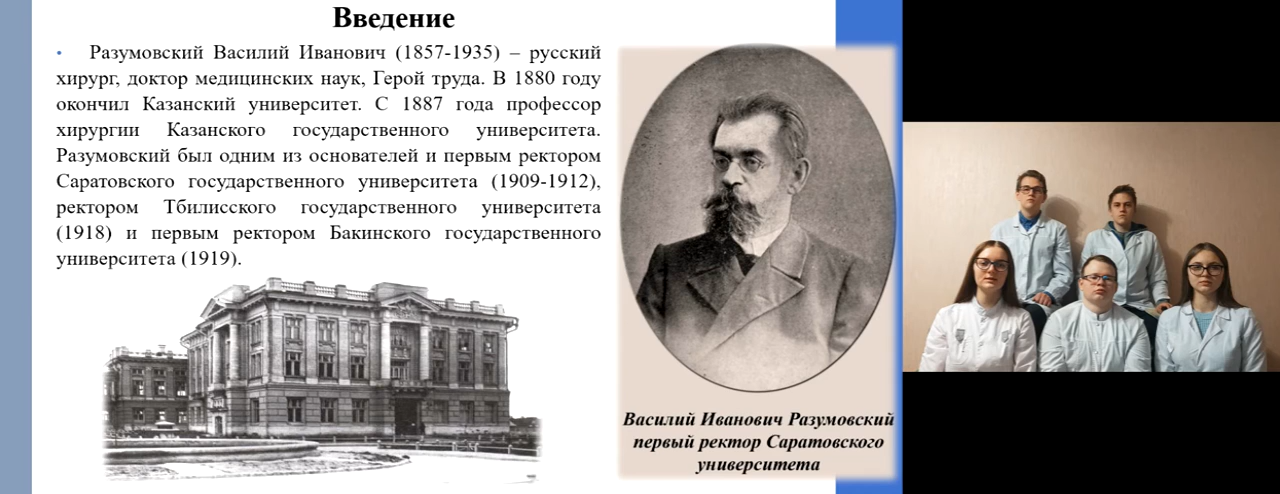 Введение
• Разумовский Василий Иванович (1857-1935) – русский
хирург, доктор медицинских наук, Герой труда. В 1880 году
окончил Казанский университет. С 1887 года профессор
хирургии Казанского государственного университета.
Разумовский был одним из основателей и первым ректором
Саратовского государственного университета (1909-1912),
ректором Тбилисского государственного университета
(1918) и первым ректором Бакинского государственного
университета (1919).
Василий Иванович Разумовский
первый ректор Саратовского
университета